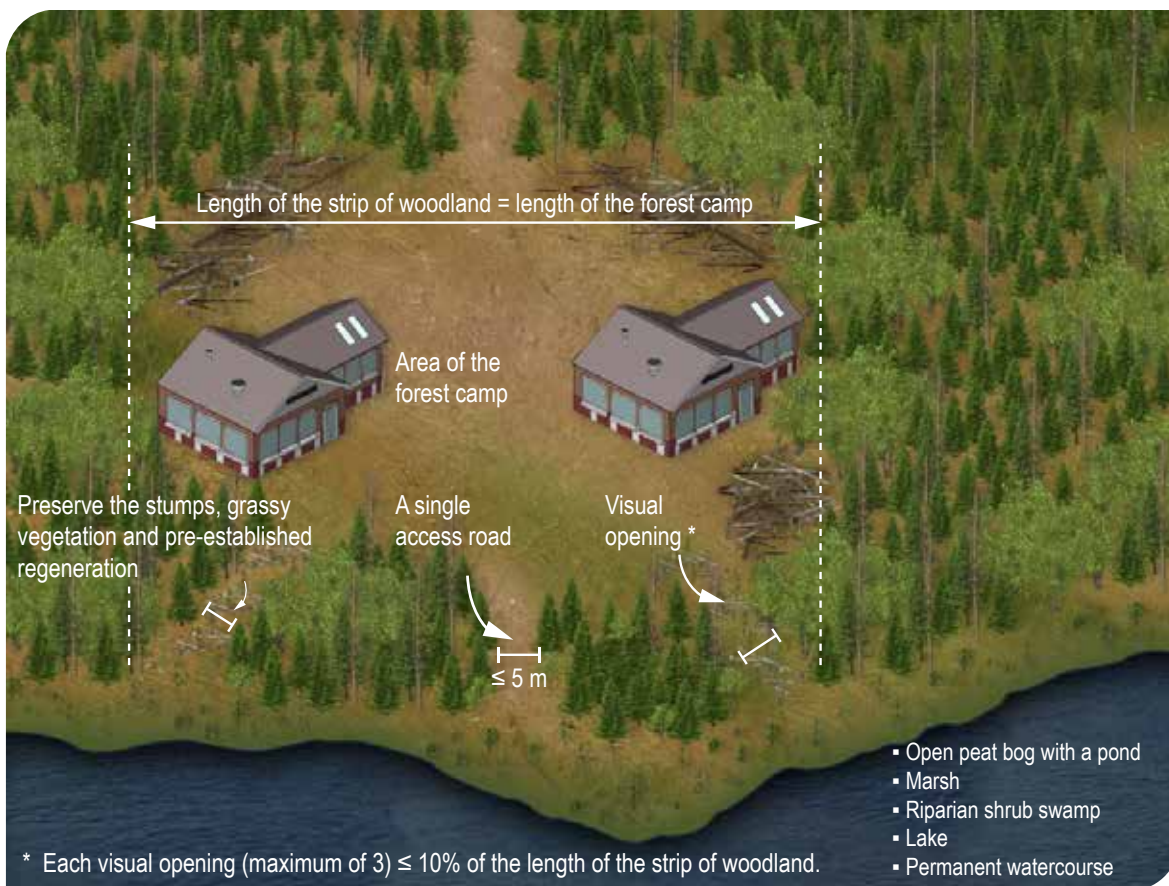 Length of the strip of woodland = length of the forest camp
Area of the
forest camp
Preserve the stumps, grassy
vegetation and pre-established
regeneration
A single
access road
Visual
opening *
≤ 5 m
▪ Open peat bog with a pond
▪ Marsh
▪ Riparian shrub swamp
▪ Lake
▪ Permanent watercourse
* Each visual opening (maximum of 3) ≤ 10% of the length of the strip of woodland.